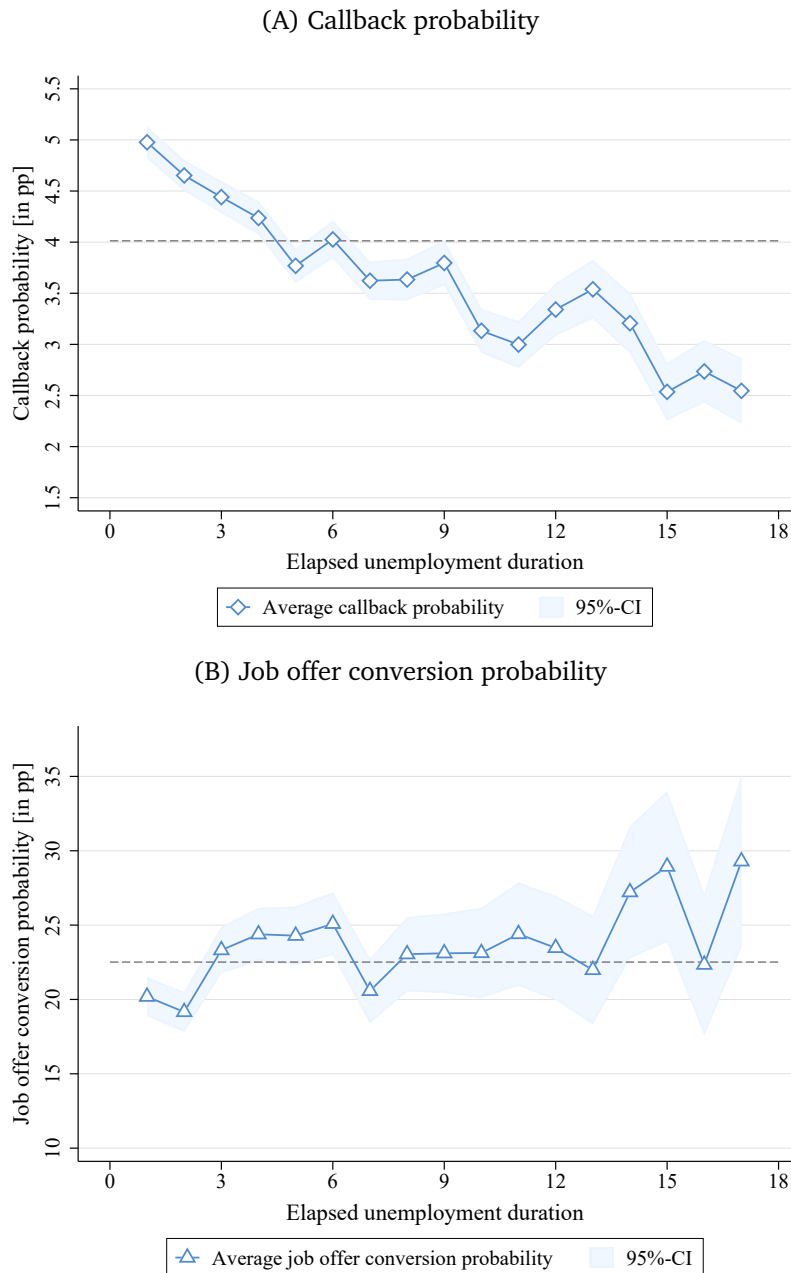 (A) Callback probability
Callback probability [in pp]
5.5
5
4.5
4
3.5
3
2.5
2
1.5
0 3 6 9 12 15 18
Elapsed unemployment duration
Average callback probability 95%-CI
(B) Job offer conversion probability
Job offer conversion probability [in pp]
35
30
25
20
15
10
0 3 6 9 12 15 18
Elapsed unemployment duration
Average job offer conversion probability 95%-CI